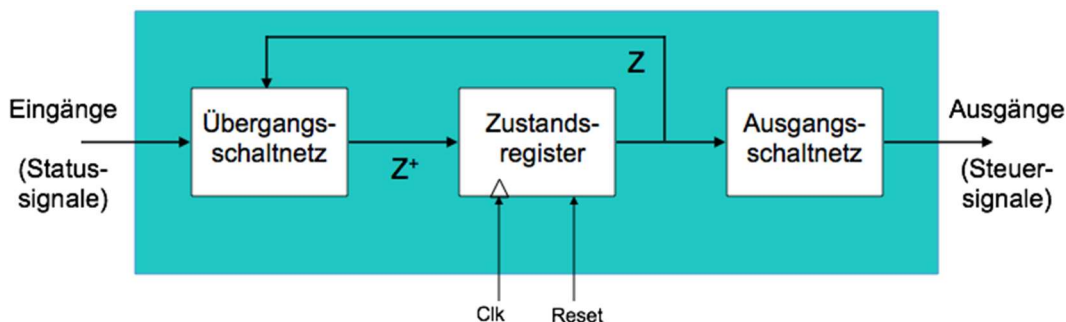 Eingänge
(Status-
signale)
Übergangs-
schaltnetz
Z⁺
Zustands-
register
Z
Ausgangs-
schaltnetz
Ausgänge
(Steuer-
signale)
Clk
Reset